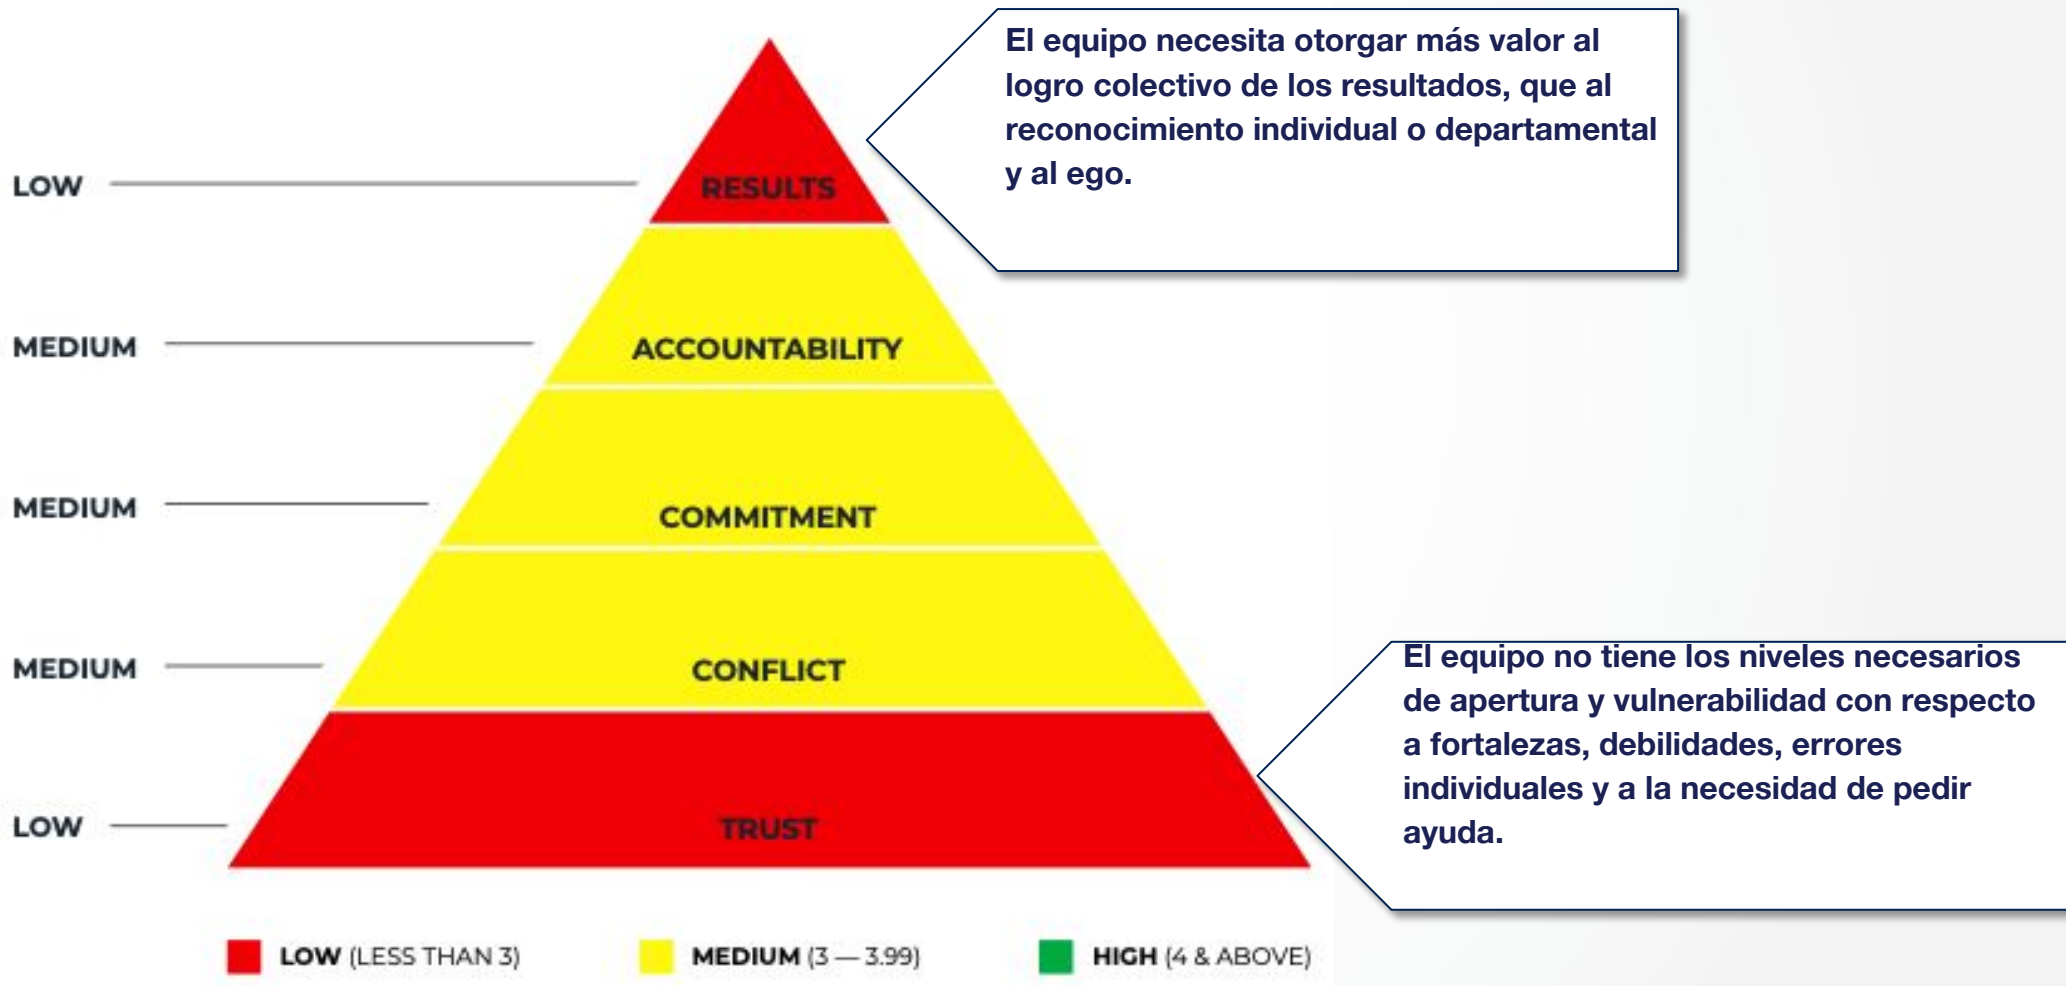 El equipo necesita otorgar más valor al
logro colectivo de los resultados, que al
reconocimiento individual o departamental
y al ego.
LOW
RESULTS
MEDIUM
ACCOUNTABILITY
MEDIUM
COMMITMENT
MEDIUM
CONFLICT
El equipo no tiene los niveles necesarios
de apertura y vulnerabilidad con respecto
a fortalezas, debilidades, errores
individuales y a la necesidad de pedir
ayuda.
LOW
TRUST
LOW (LESS THAN 3)
MEDIUM (3 — 3.99)
HIGH (4 & ABOVE)